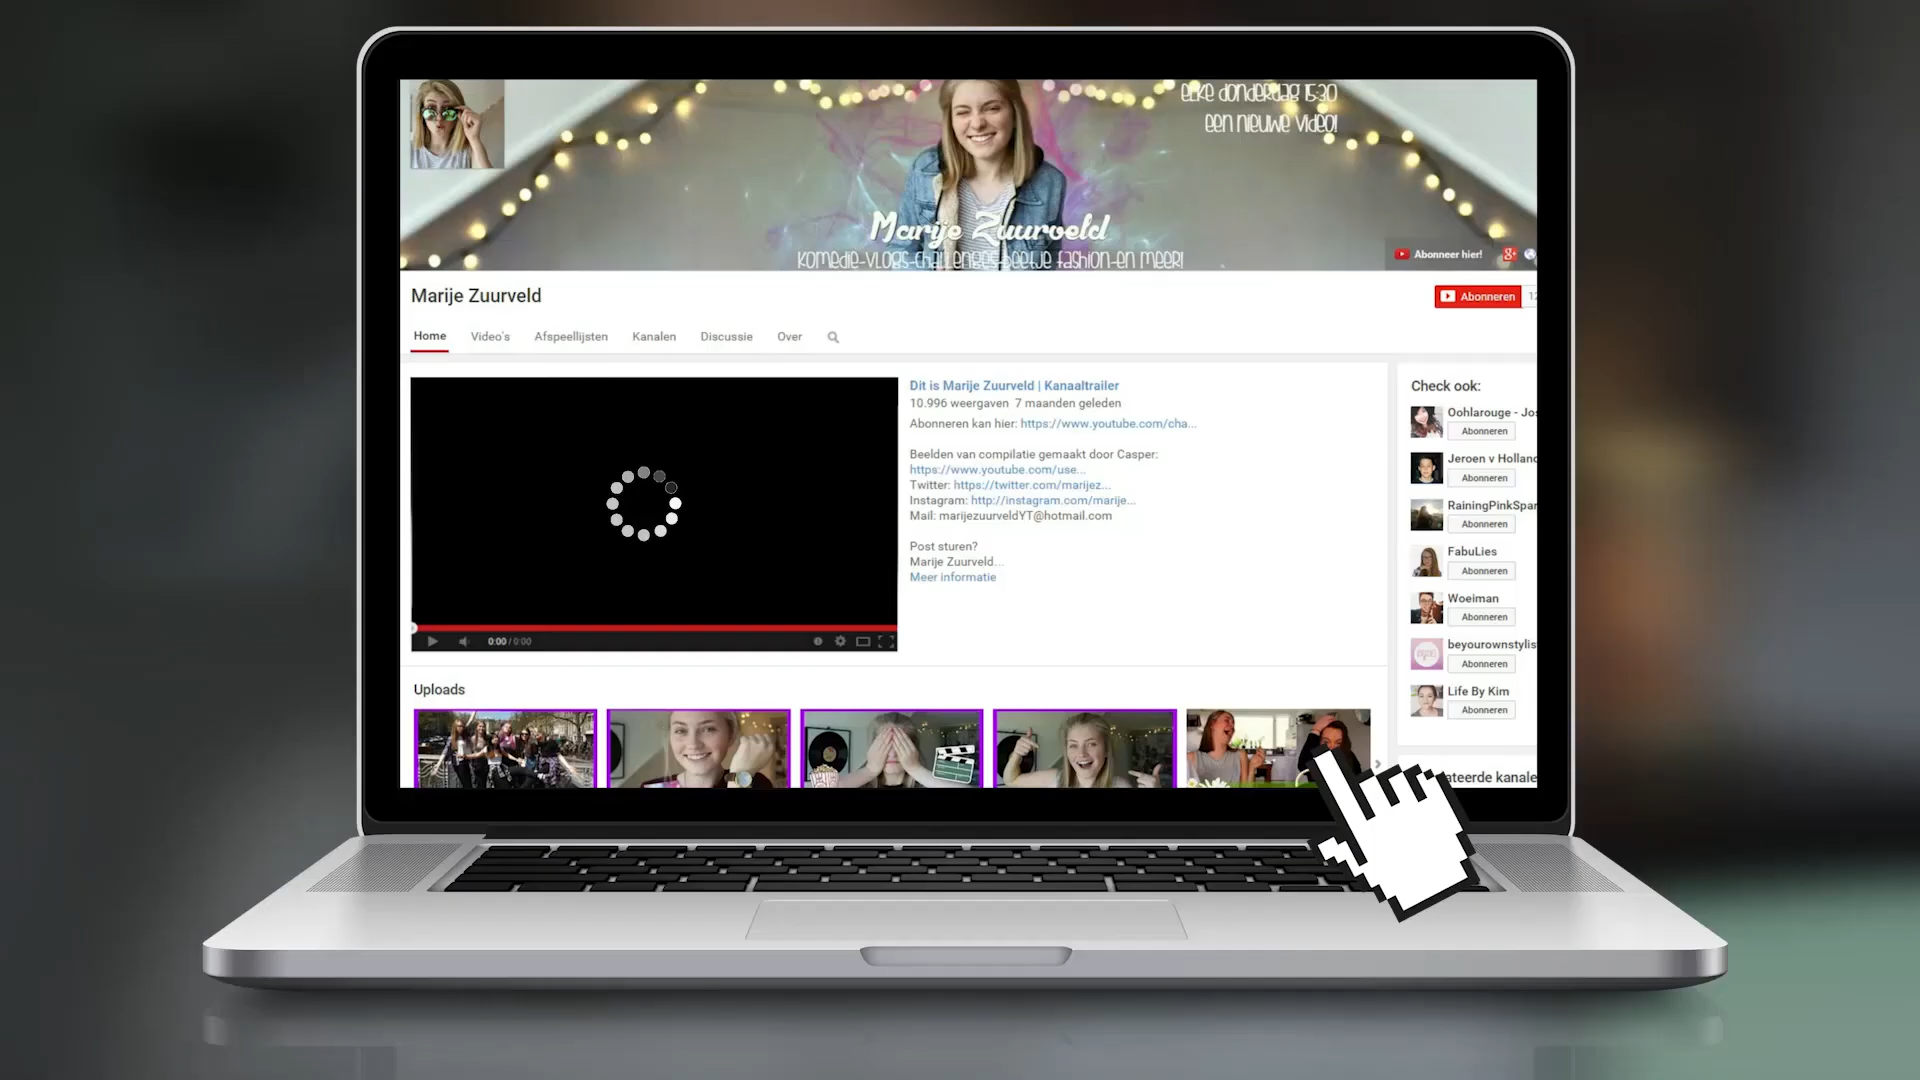 elke donderdag 15:30
een nieuwe video!
Marije Zuurveld
komedie-vlogs-challenges-beetje fashion-en meer!
Abonneer hier!
Marije Zuurveld
Abonneren
Home Video's Afspeellijsten Kanalen Discussie Over
Dit is Marije Zuurveld | Kanaaltrailer
10.996 weergaven 7 maanden geleden
Abonneren kan hier: https://www.youtube.com/cha...
Beelden van compilatie gemaakt door Casper:
https://www.youtube.com/use...
Twitter: https://twitter.com/marijez...
Instagram: http://instagram.com/marije...
Mail: marijezuurveldYT@hotmail.com
Post sturen?
Marije Zuurveld...
Meer informatie
0:00 / 0:00
Uploads
Check ook:
Oohlarouge - Jos
Abonneren
Jeroen v Holland
Abonneren
RainingPinkSpar
Abonneren
FabuLies
Abonneren
Woeiman
Abonneren
beyourownstylis
Abonneren
Life By Kim
Abonneren
ateerde kanale